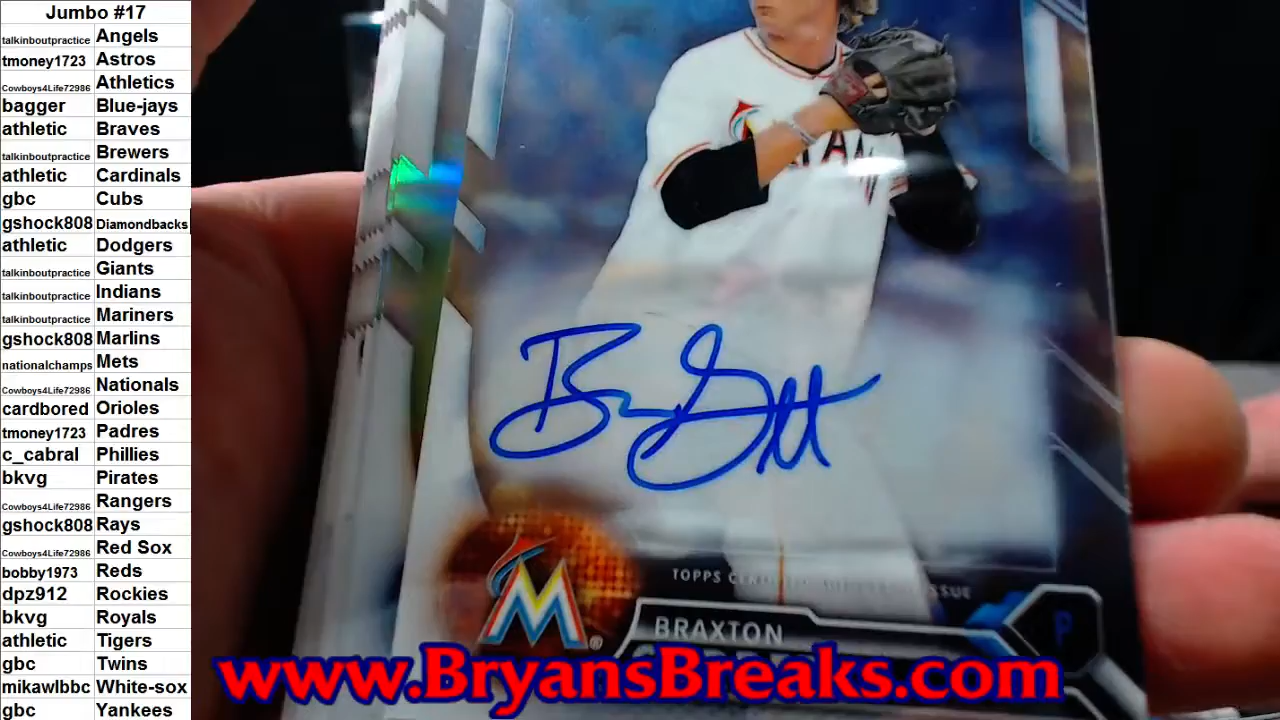 Jumbo #17
talkinboutpractice Angels
tmoney1723 Astros
Cowboys4Life72986 Athletics
bagger Blue-jays
athletic Braves
talkinboutpractice Brewers
athletic Cardinals
gbc Cubs
gshock808 Diamondbacks
athletic Dodgers
talkinboutpractice Giants
talkinboutpractice Indians
talkinboutpractice Mariners
gshock808 Marlins
nationalchamps Mets
Cowboys4Life72986 Nationals
cardbored Orioles
tmoney1723 Padres
c_cabral Phillies
bkvg Pirates
Cowboys4Life72986 Rangers
gshock808 Rays
Cowboys4Life72986 Red Sox
bobby1973 Reds
dpz912 Rockies
bkvg Royals
athletic Tigers
gbc Twins
mikawlbbc White-sox
gbc Yankees
M®
TOPPS
BRAXTON
P
www.BryansBreaks.com